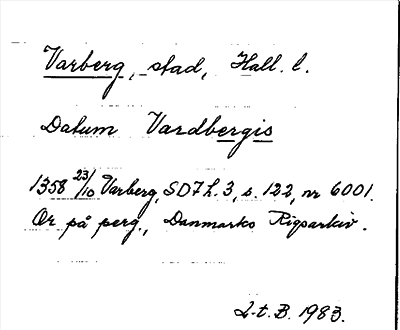 Varberg, stad, Hall. l.
Datum Vardbergis
1358 23/10 Varberg, SD7 h. 3, s. 122, nr 6001.
Or på perg., Danmarks Rigsarkiv.
L-t. B. 1983.